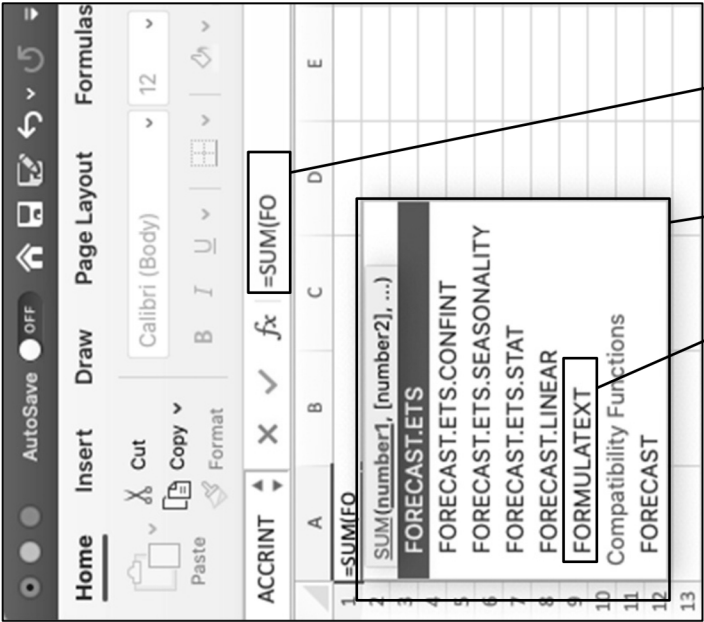 AutoSave OFF
Home Insert Draw Page Layout Formulas
Paste
Cut
Copy
Format
Calibri (Body) 12
B I U
ACCRINT fx =SUM(FO
A B C D E
1 =SUM(FO
2 SUM(number1, [number2], ...)
3 FORECAST.ETS
4 FORECAST.ETS.CONFINT
5 FORECAST.ETS.SEASONALITY
6
7 FORECAST.ETS.STAT
8 FORECAST.LINEAR
9 FORMULATEXT
10 Compatibility Functions
11 FORECAST
12
13